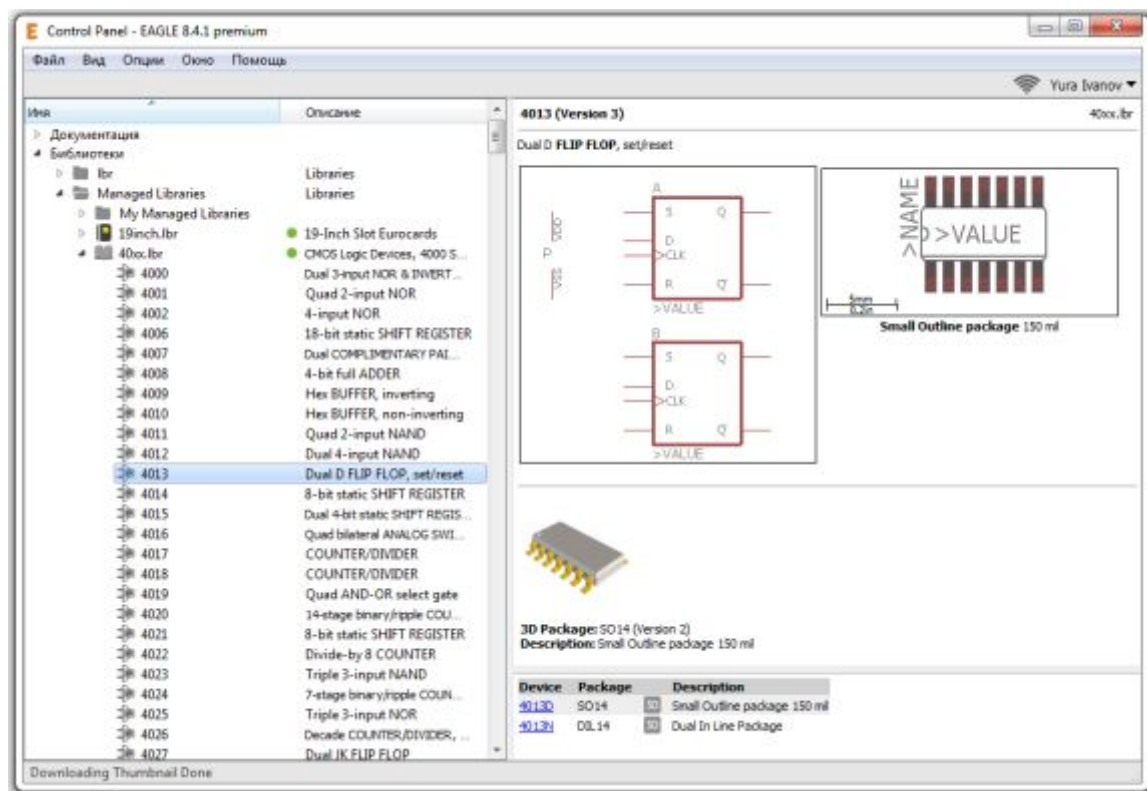 Control Panel - EAGLE 8.4.1 premium
Файл Вид Опции Окно Помощь
Yura Ivanov
Имя Описание
Документация
Библиотеки
lbr Libraries
Managed Libraries Libraries
My Managed Libraries
19inch.lbr 19-Inch Slot Eurocards
40xx.lbr CMOS Logic Devices, 4000 S...
4000 Dual 3-input NOR & INVERT...
4001 Quad 2-input NOR
4002 4-input NOR
4006 18-bit static SHIFT REGISTER
4007 Dual COMPLIMENTARY PAI...
4008 4-bit full ADDER
4009 Hex BUFFER, inverting
4010 Hex BUFFER, non-inverting
4011 Quad 2-input NAND
4012 Dual 4-input NAND
4013 Dual D FLIP FLOP, set/reset
4014 8-bit static SHIFT REGISTER
4015 Dual 4-bit static SHIFT REGIS...
4016 Quad bilateral ANALOG SWI...
4017 COUNTER/DIVIDER
4018 COUNTER/DIVIDER
4019 Quad AND-OR select gate
4020 14-stage binary/ripple COU...
4021 8-bit static SHIFT REGISTER
4022 Divide-by 8 COUNTER
4023 Triple 3-input NAND
4024 7-stage binary/ripple COUN...
4025 Triple 3-input NOR
4026 Decade COUNTER/DIVIDER, ...
4027 Dual JK FLIP FLOP
4013 (Version 3) 40xx.lbr
Dual D FLIP FLOP, set/reset
A
S Q
D
CLK
R Q
>VALUE
P VDD VSS
B
S Q
D
CLK
R Q
>VALUE
>NAME
>VALUE
5mm
0.2in
Small Outline package 150 mil
3D Package: SO14 (Version 2)
Description: Small Outline package 150 mil
Device Package Description
4013D SO14 3D Small Outline package 150 mil
4013N DIL14 3D Dual In Line Package
Downloading Thumbnail Done